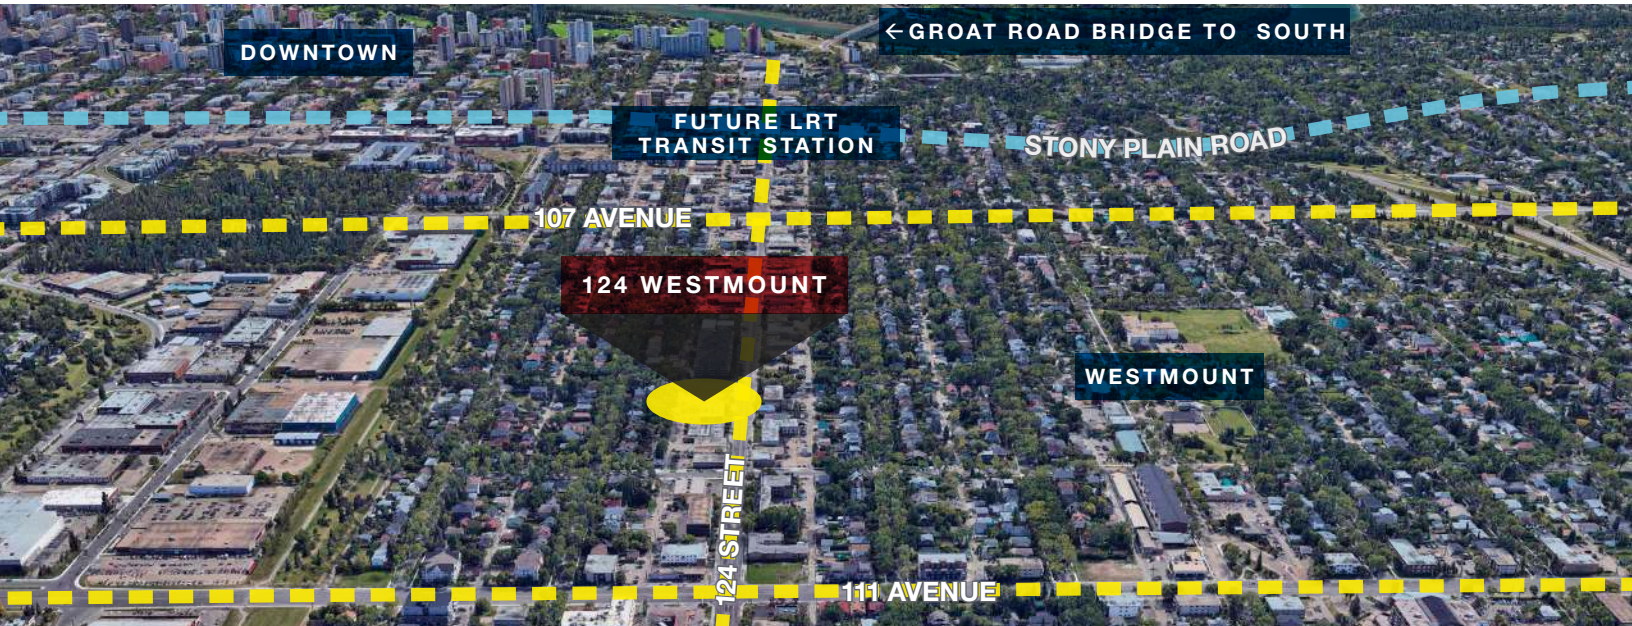 ←GROAT ROAD BRIDGE TO SOUTH
DOWNTOWN
FUTURE LRT
TRANSIT STATION
STONY PLAIN ROAD
107 AVENUE
124 WESTMOUNT
WESTMOUNT
124 STREET
111 AVENUE